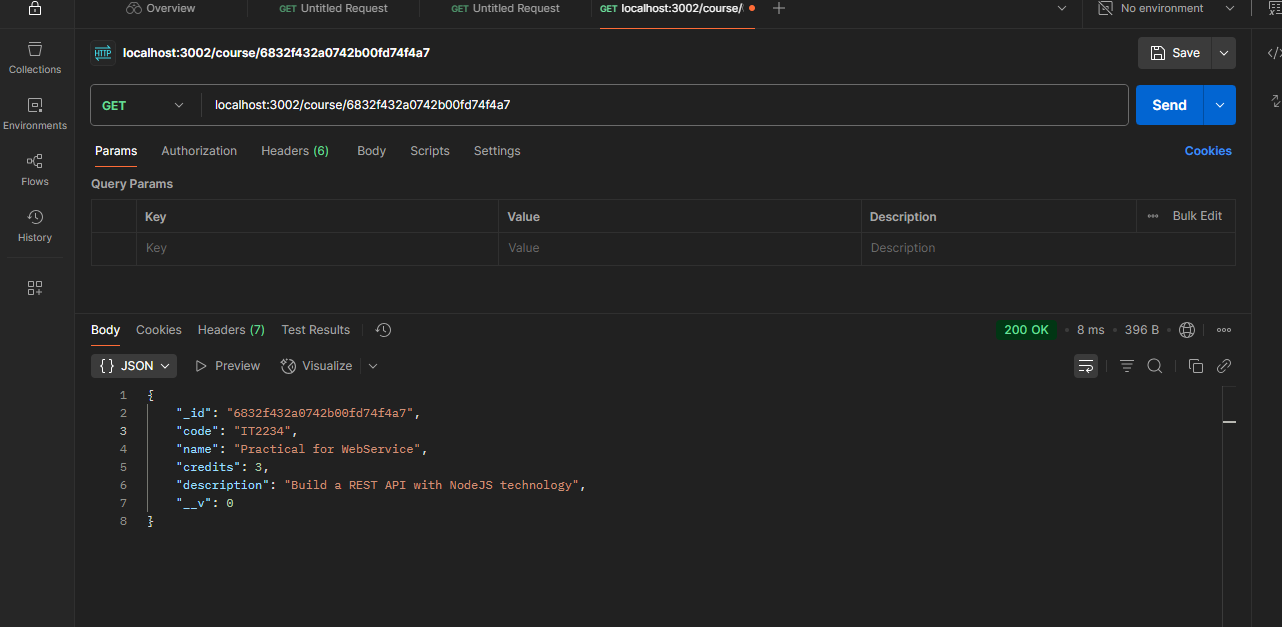 Overview
GET Untitled Request
GET Untitled Request
GET localhost:3002/course/
No environment
Collections
Environments
Flows
History
HTTP localhost:3002/course/6832f432a0742b00fd74f4a7
Save
GET localhost:3002/course/6832f432a0742b00fd74f4a7
Send
Params Authorization Headers (6) Body Scripts Settings Cookies
Query Params
Key Value Description Bulk Edit
Key Value Description
Body Cookies Headers (7) Test Results 200 OK 8 ms 396 B
{ } JSON Preview Visualize
1 {
2 "_id": "6832f432a0742b00fd74f4a7",
3 "code": "IT2234",
4 "name": "Practical for WebService",
5 "credits": 3,
6 "description": "Build a REST API with NodeJS technology",
7 "__v": 0
8 }